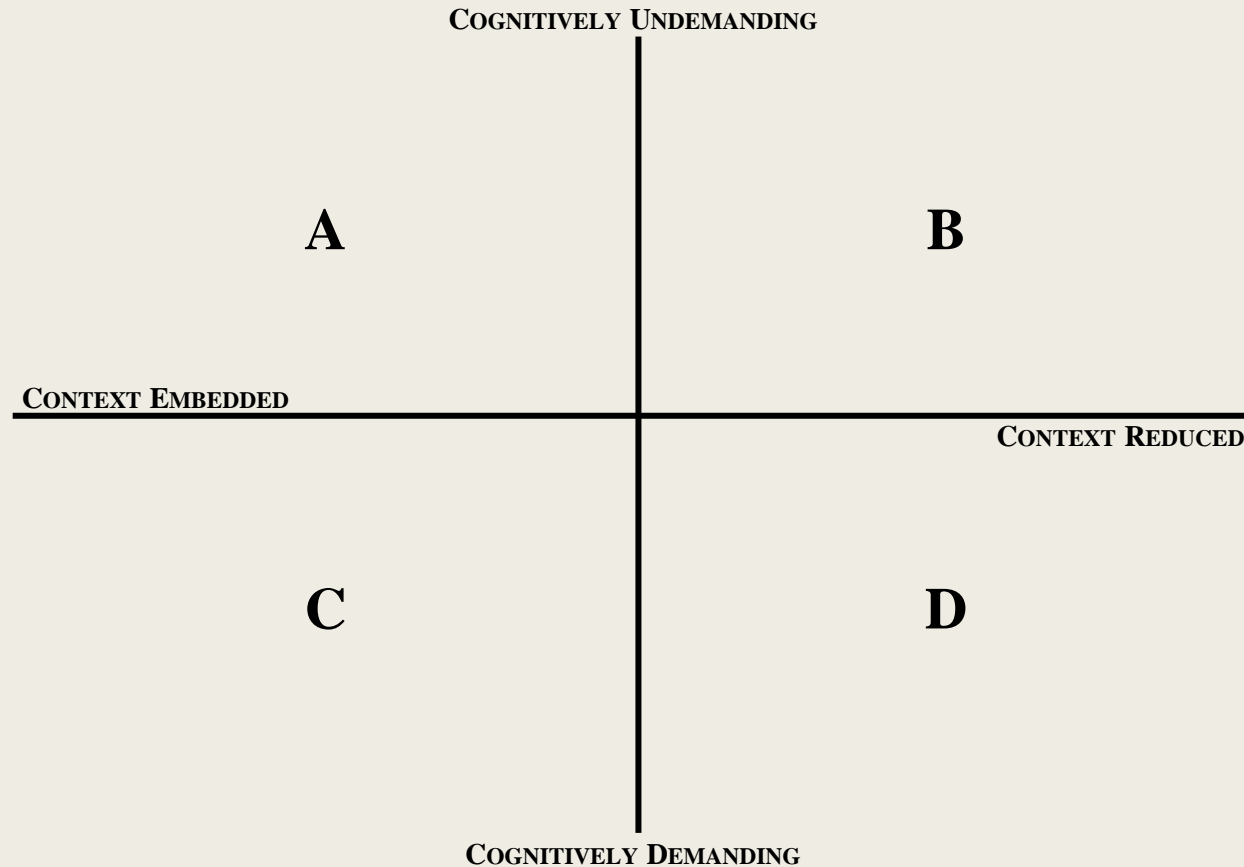 COGNITIVELY UNDEMANDING
A
B
CONTEXT EMBEDDED
CONTEXT REDUCED
C
D
COGNITIVELY DEMANDING